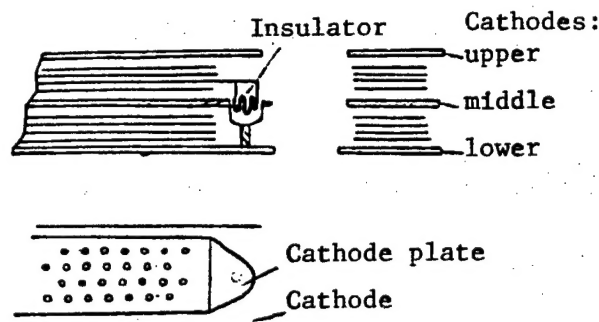 Insulator
Cathodes:
upper
middle
lower
Cathode plate
Cathode